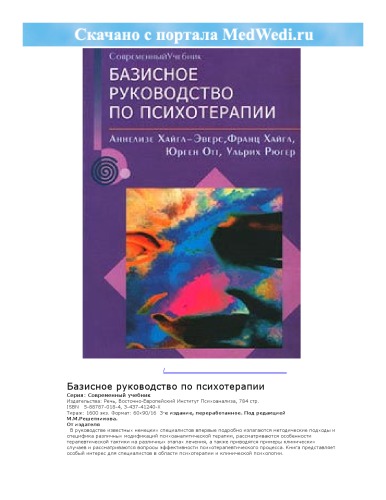 Скачано с портала MedWedi.ru
СовременныйУчебник
БАЗИСНОЕ
РУКОВОДСТВО
ПО ПСИХОТЕРАПИИ
Аннелизе Хайгл-Эверс, Франц Хайгл,
Юрген Отт, Ульрих Рюгер
Базисное руководство по психотерапии
Серия: Современный учебник
Издательства: Речь, Восточно-Европейский Институт Психоанализа, 784 стр.
ISBN 5-88787-018-4, 3-437-41240-X
Тираж: 1600 экз. Формат: 60x90/16 3-е издание, переработанное. Под редакцией
М.М.Решетникова.
От издателя
В руководстве известных немецких специалистов впервые подробно излагаются методические подходы и
специфика различных модификаций психоаналитической терапии, рассматриваются особенности
терапевтической тактики на различных этапах лечения, а также приводятся примеры клинических
случаев и рассматриваются вопросы эффективности психотерапевтического процесса. Книга представляет
особый интерес для специалистов в области психотерапии и клинической психологии.